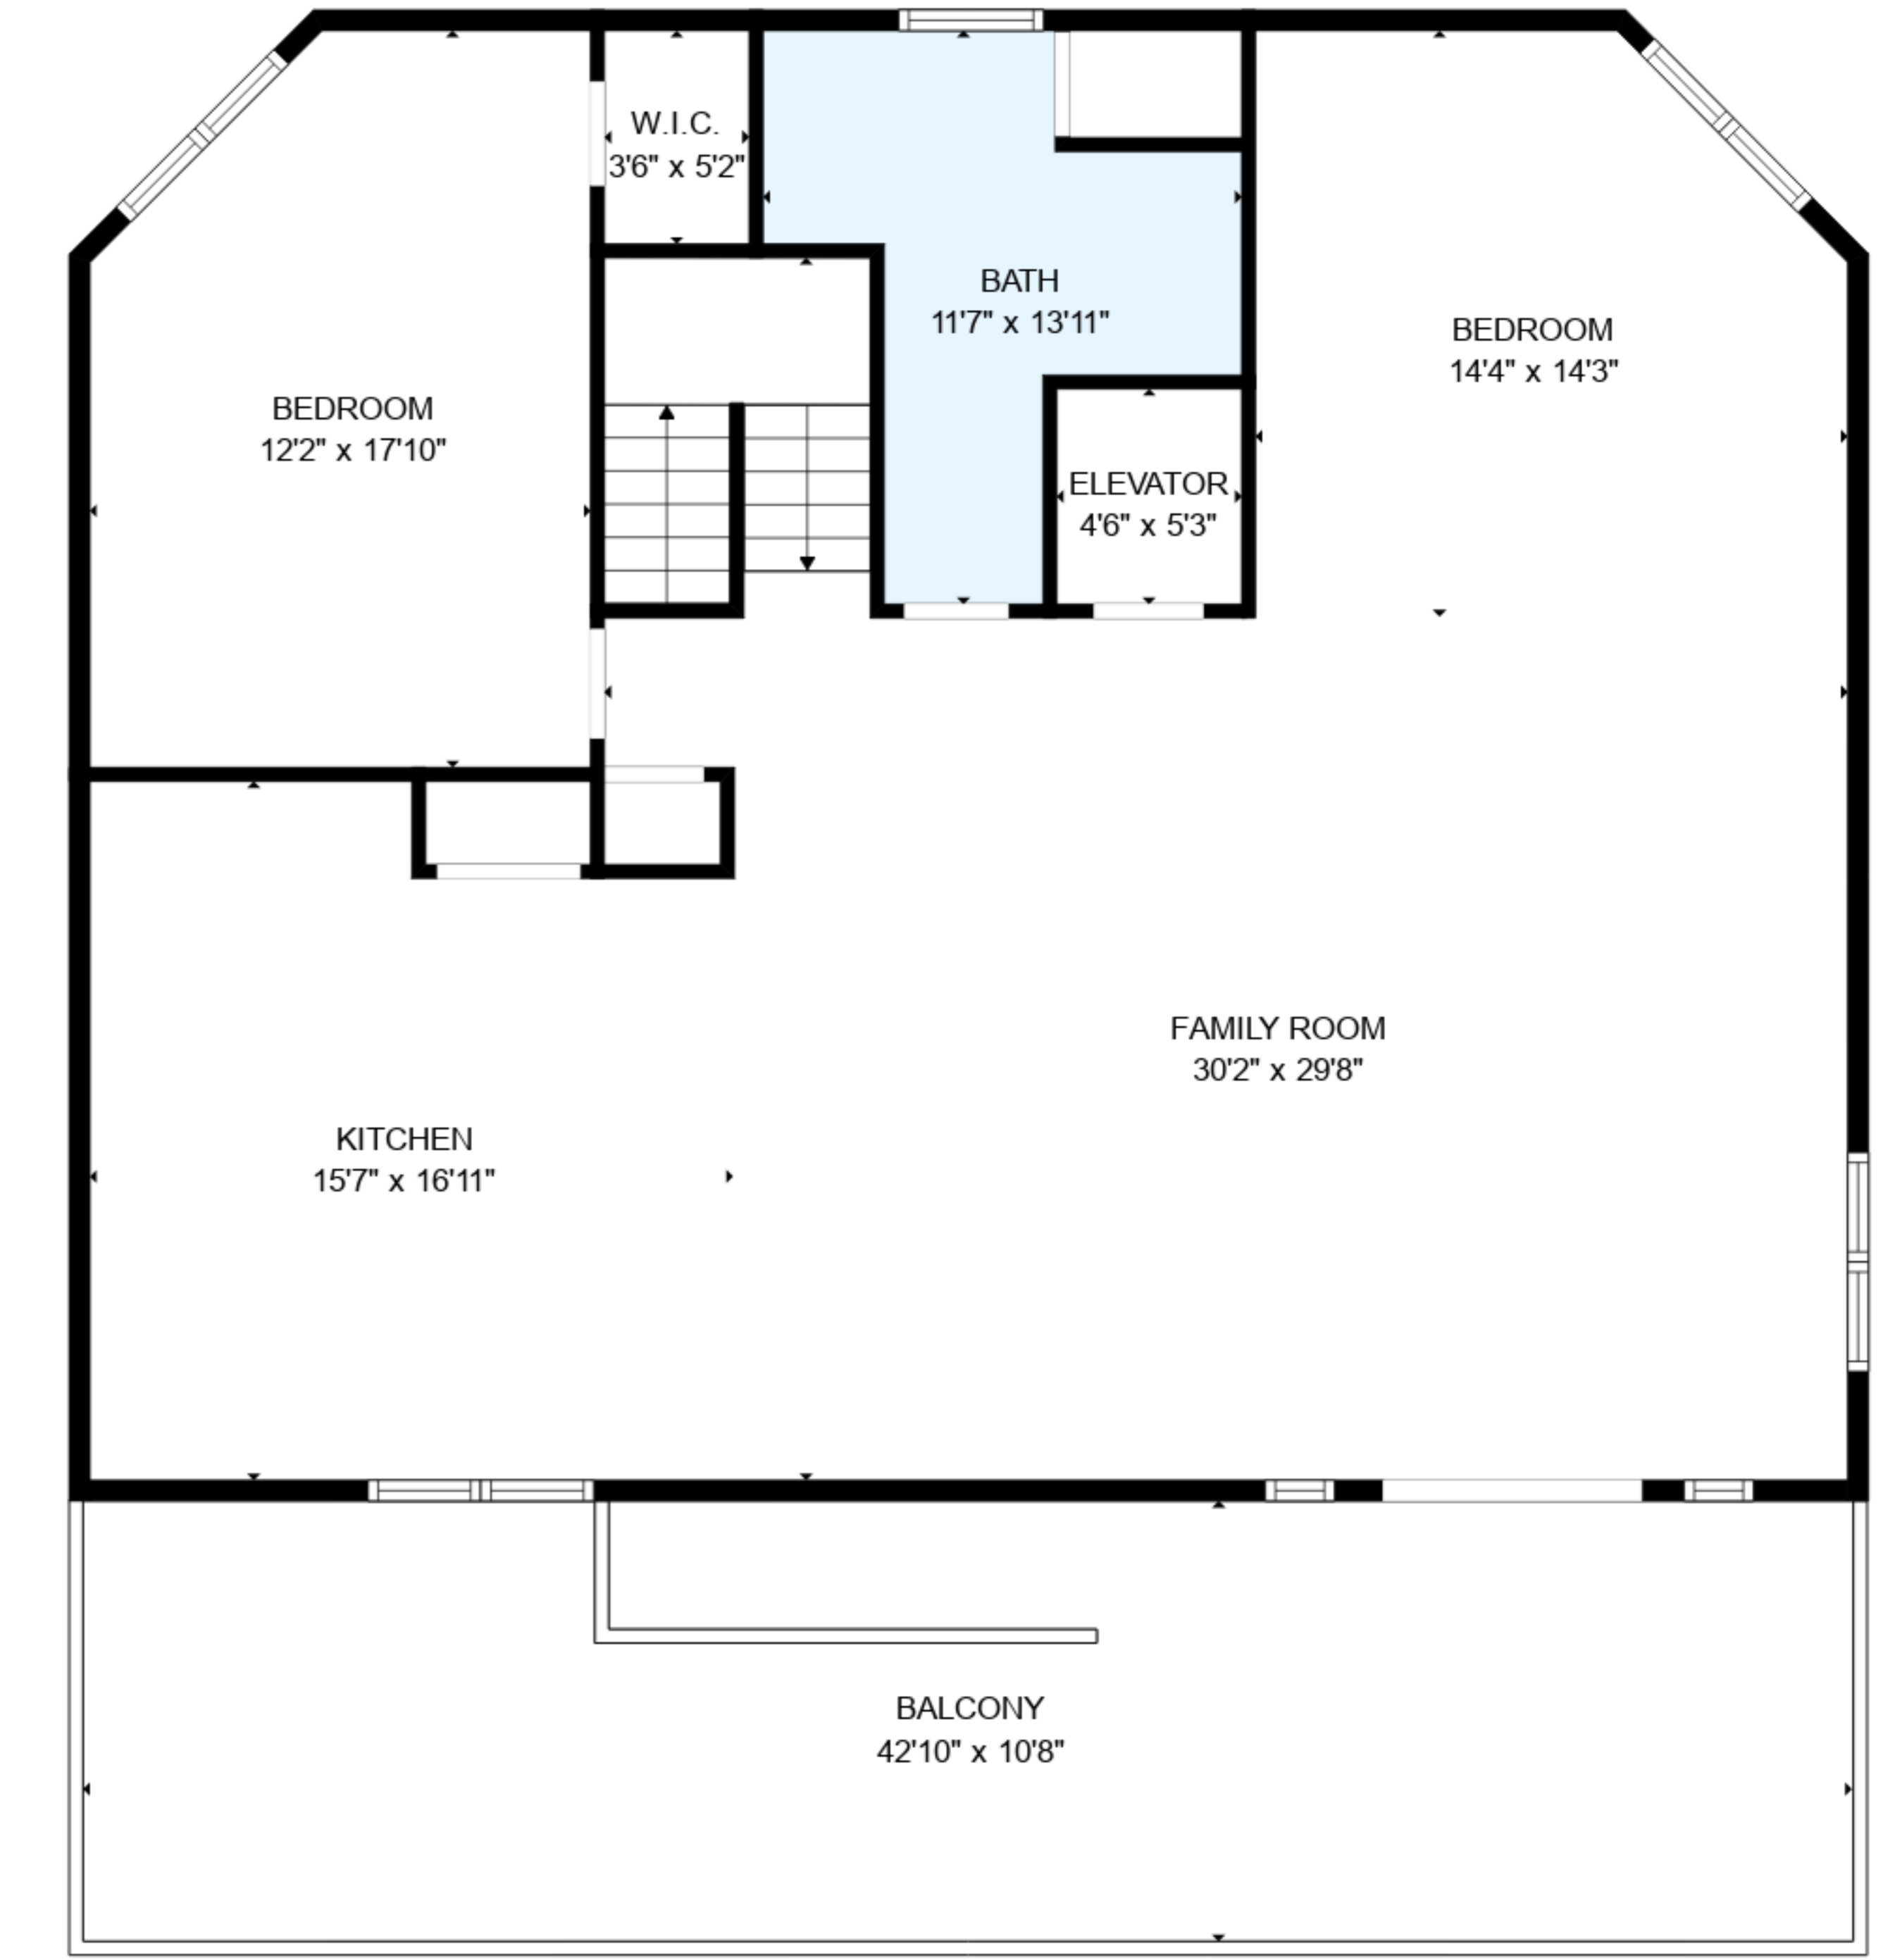 W.I.C.
3'6" x 5'2"
BATH
11'7" x 13'11"
BEDROOM
14'4" x 14'3"
BEDROOM
12'2" x 17'10"
ELEVATOR
4'6" x 5'3"
FAMILY ROOM
30'2" x 29'8"
KITCHEN
15'7" x 16'11"
BALCONY
42'10" x 10'8"